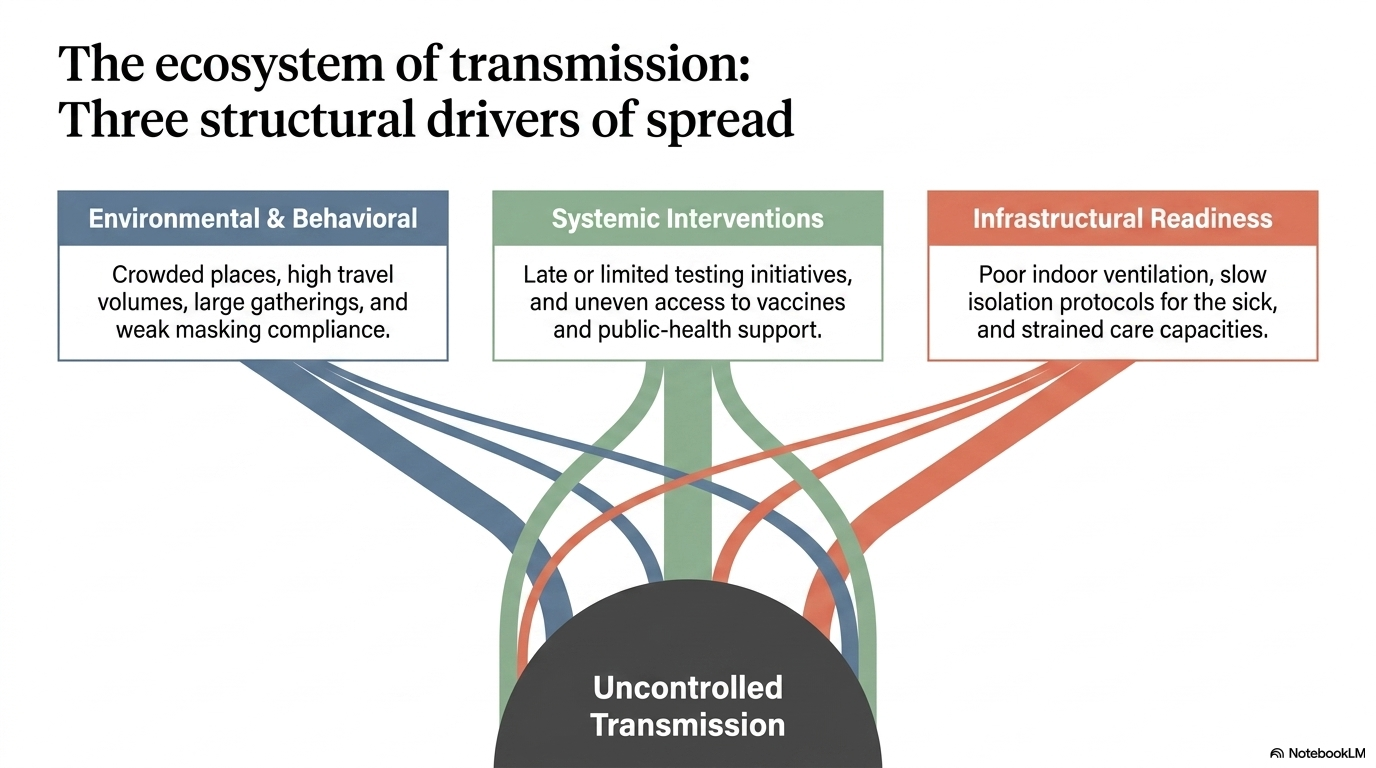 The ecosystem of transmission:
Three structural drivers of spread
Environmental & Behavioral
Crowded places, high travel
volumes, large gatherings, and
weak masking compliance.
Systemic Interventions
Late or limited testing initiatives,
and uneven access to vaccines
and public-health support.
Infrastructural Readiness
Poor indoor ventilation, slow
isolation protocols for the sick,
and strained care capacities.
Uncontrolled
Transmission
NotebookLM